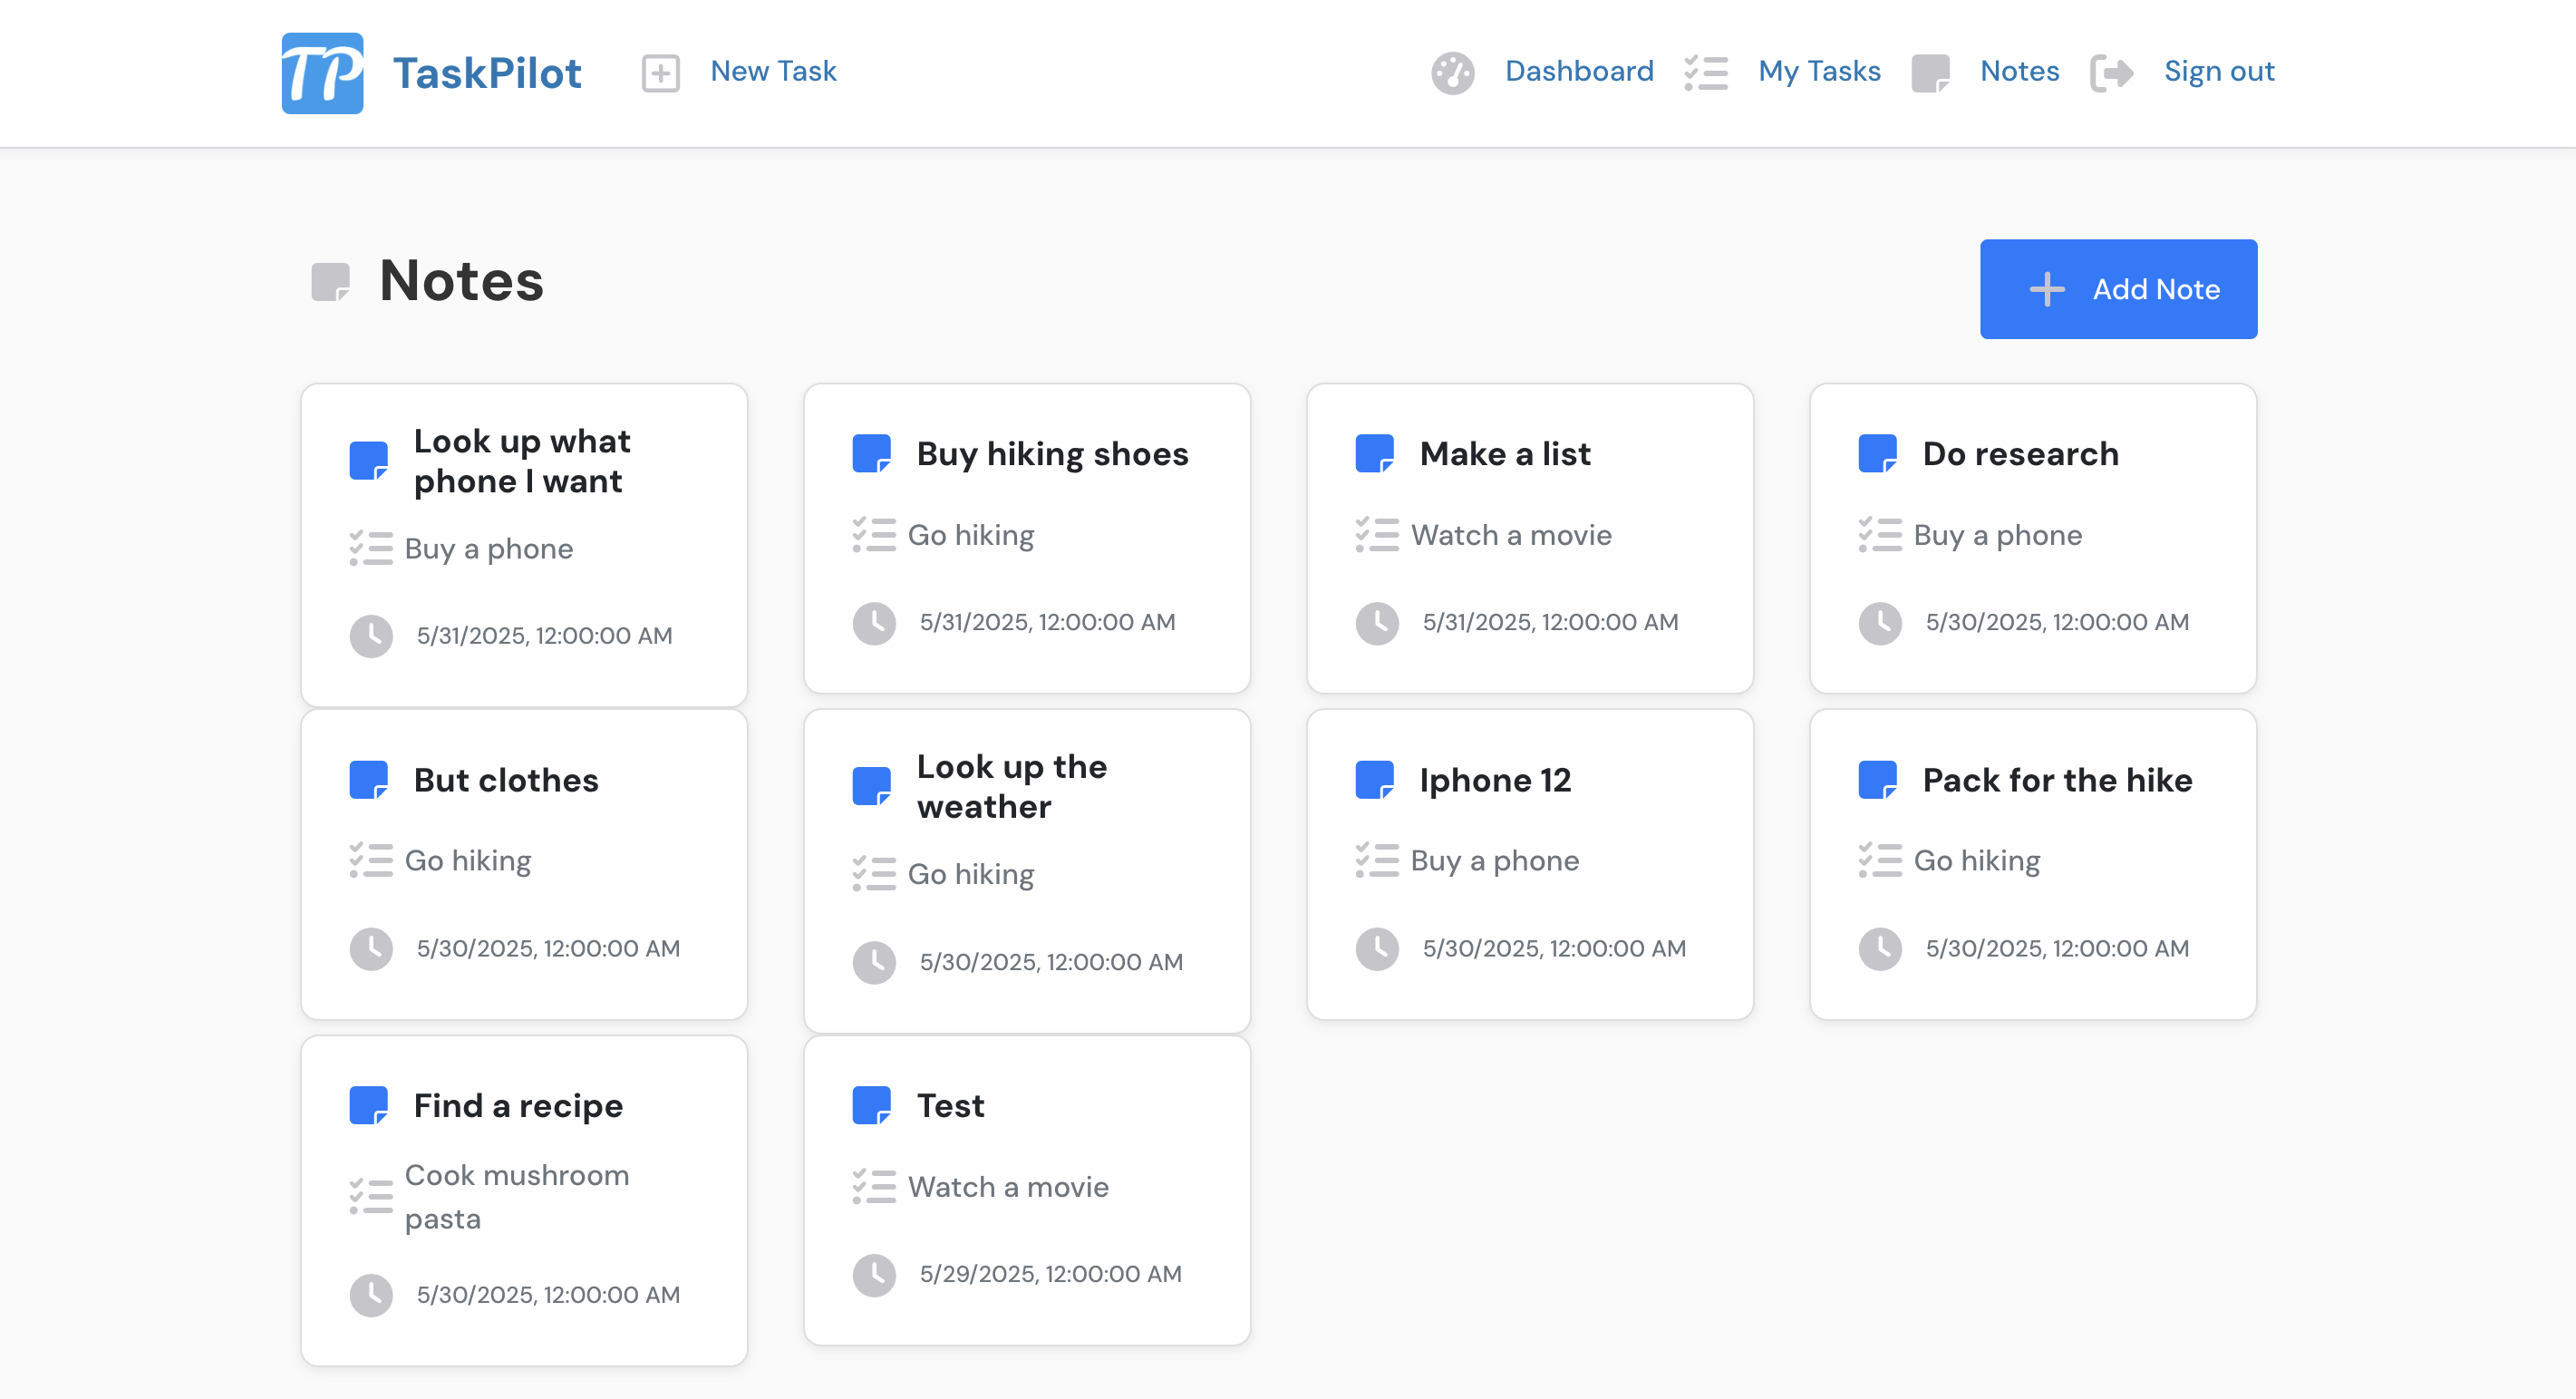 TP TaskPilot New Task Dashboard My Tasks Notes Sign out
Notes
Add Note
Look up what
phone I want
Buy a phone
5/31/2025, 12:00:00 AM
Buy hiking shoes
Go hiking
5/31/2025, 12:00:00 AM
Make a list
Watch a movie
5/31/2025, 12:00:00 AM
Do research
Buy a phone
5/30/2025, 12:00:00 AM
But clothes
Go hiking
5/30/2025, 12:00:00 AM
Look up the
weather
Go hiking
5/30/2025, 12:00:00 AM
Iphone 12
Buy a phone
5/30/2025, 12:00:00 AM
Pack for the hike
Go hiking
5/30/2025, 12:00:00 AM
Find a recipe
Cook mushroom
pasta
5/30/2025, 12:00:00 AM
Test
Watch a movie
5/29/2025, 12:00:00 AM